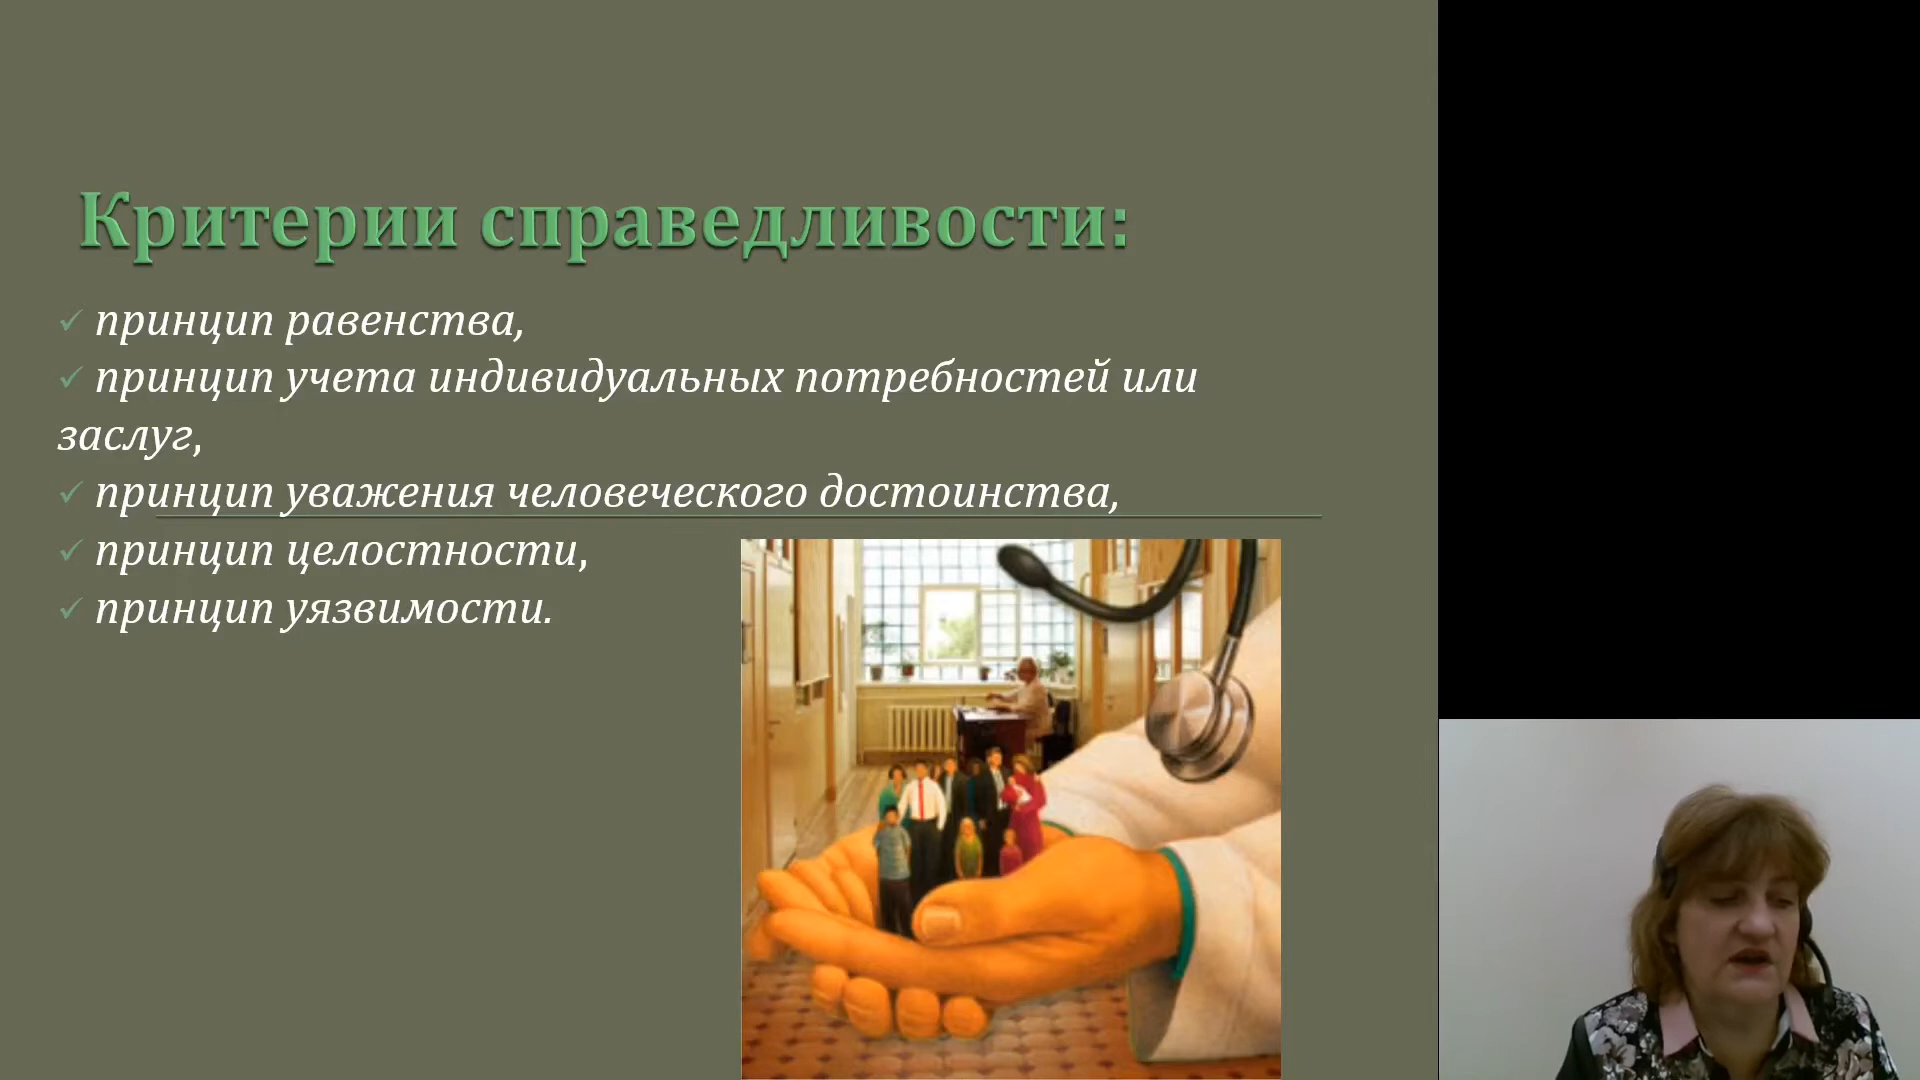 Критерии справедливости:
принцип равенства,
принцип учета индивидуальных потребностей или
заслуг,
принцип уважения человеческого достоинства,
принцип целостности,
принцип уязвимости.